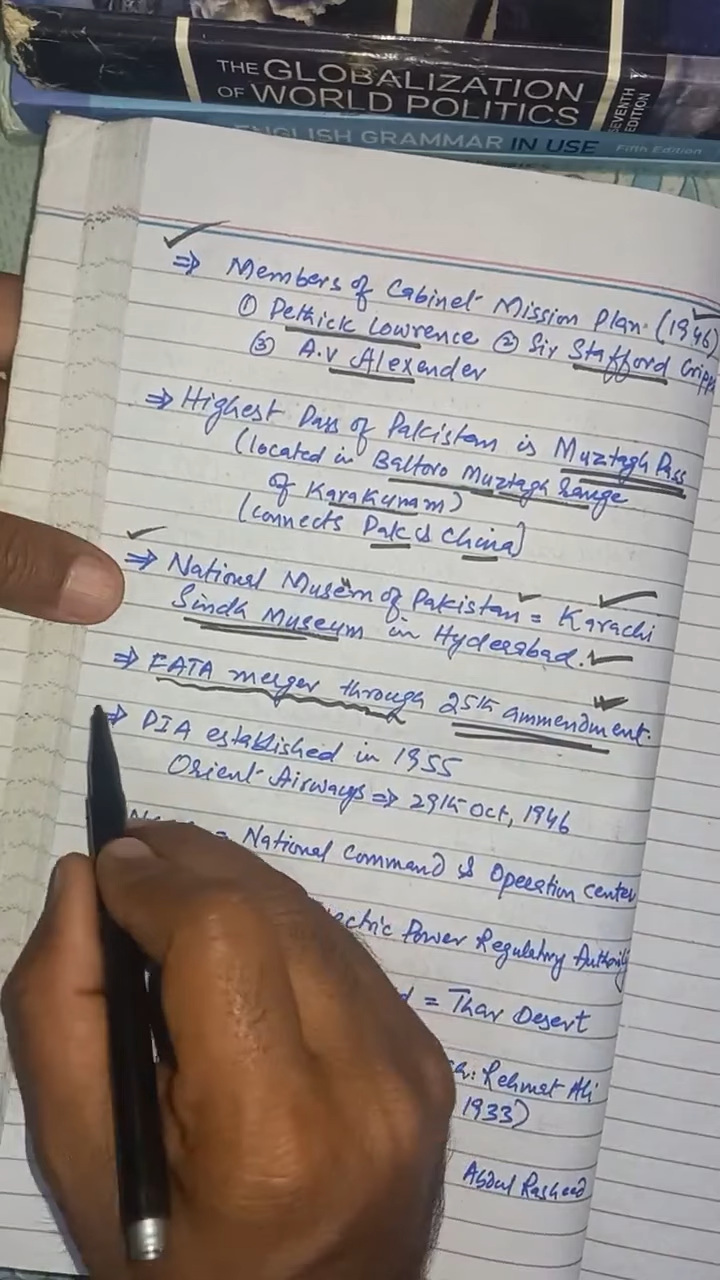 THE GLOBALIZATION
OF WORLD POLITICS
SEVENTH
EDITION
ENGLISH GRAMMAR IN USE Fifth Edition
⇒ Members of Cabinet Mission Plan. (1946)
① Pethick Lowrence ② Sir Stafford Cripps
③ A.V Alexender
⇒ Highest Pass of Pakistan is Muztagh Pass
(located in Baltoro Muztagh Range
of Karakuram)
(connects Pak & China)
⇒ National Museum of Pakistan = Karachi
Sindh Museum in Hyderabad.
⇒ FATA merger through 25th ammendment.
⇒ PIA established in 1955
Orient Airways ⇒ 29th Oct, 1946
= National Command & Operation center
Power Regulatory Authority
= Thar Desert
Rehmat Ali
1933)
Abdul Rasheed